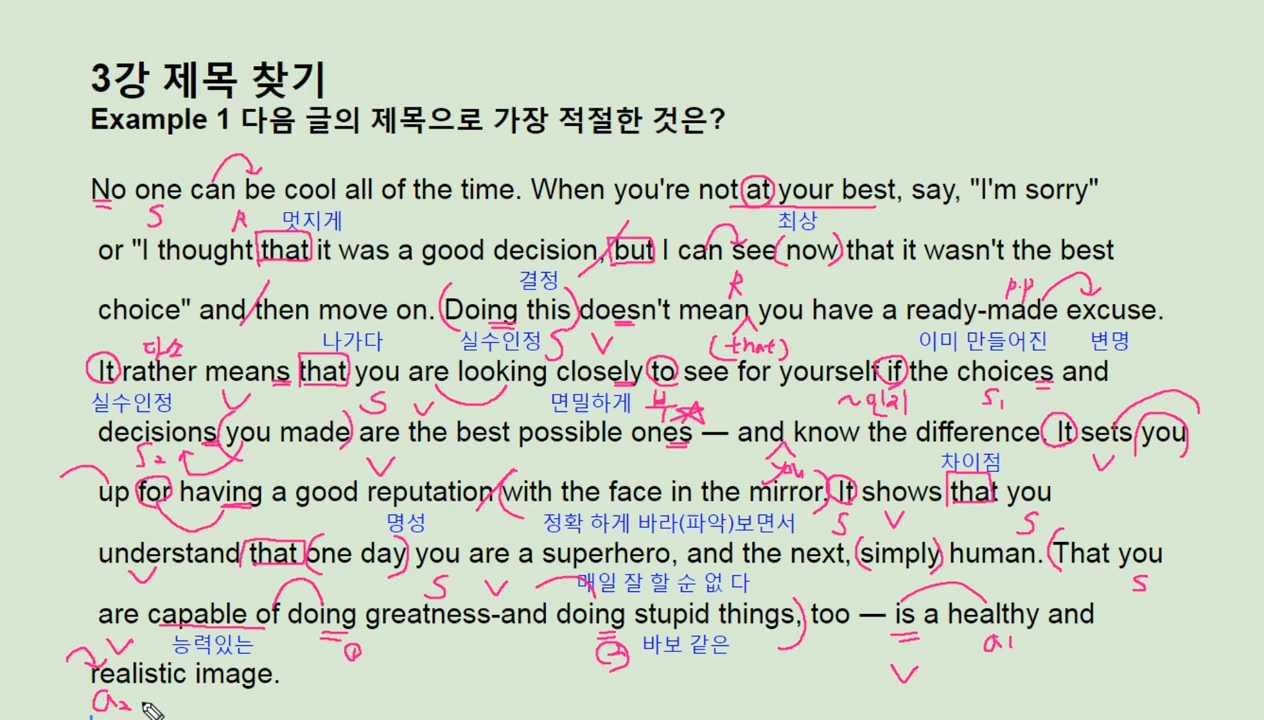 3강 제목 찾기
Example 1 다음 글의 제목으로 가장 적절한 것은?
No one can be cool all of the time. When you're not at your best, say, "I'm sorry"
S R 멋지게 최상
or "I thought that it was a good decision, but I can see now that it wasn't the best
결정 R p.p
choice" and then move on. (Doing this) doesn't mean you have a ready-made excuse.
다소 나가다 실수인정 S V (that) 이미 만들어진 변명
It rather means that you are looking closely to see for yourself if the choices and
실수인정 V S V 면밀하게 부 ~인지 S1
decisions (you made) are the best possible ones — and know the difference. It sets you
S2 V you 차이점 V
up for having a good reputation (with the face in the mirror). It shows that you
명성 정확 하게 바라(파악)보면서 S V S
understand that (one day) you are a superhero, and the next, (simply) human. (That you
V S V 매일 잘 할 순 없 다 S
are capable of doing greatness-and doing stupid things,) too — is a healthy and
V 능력있는 ① ② 바보 같은 V a1
realistic image.
a2